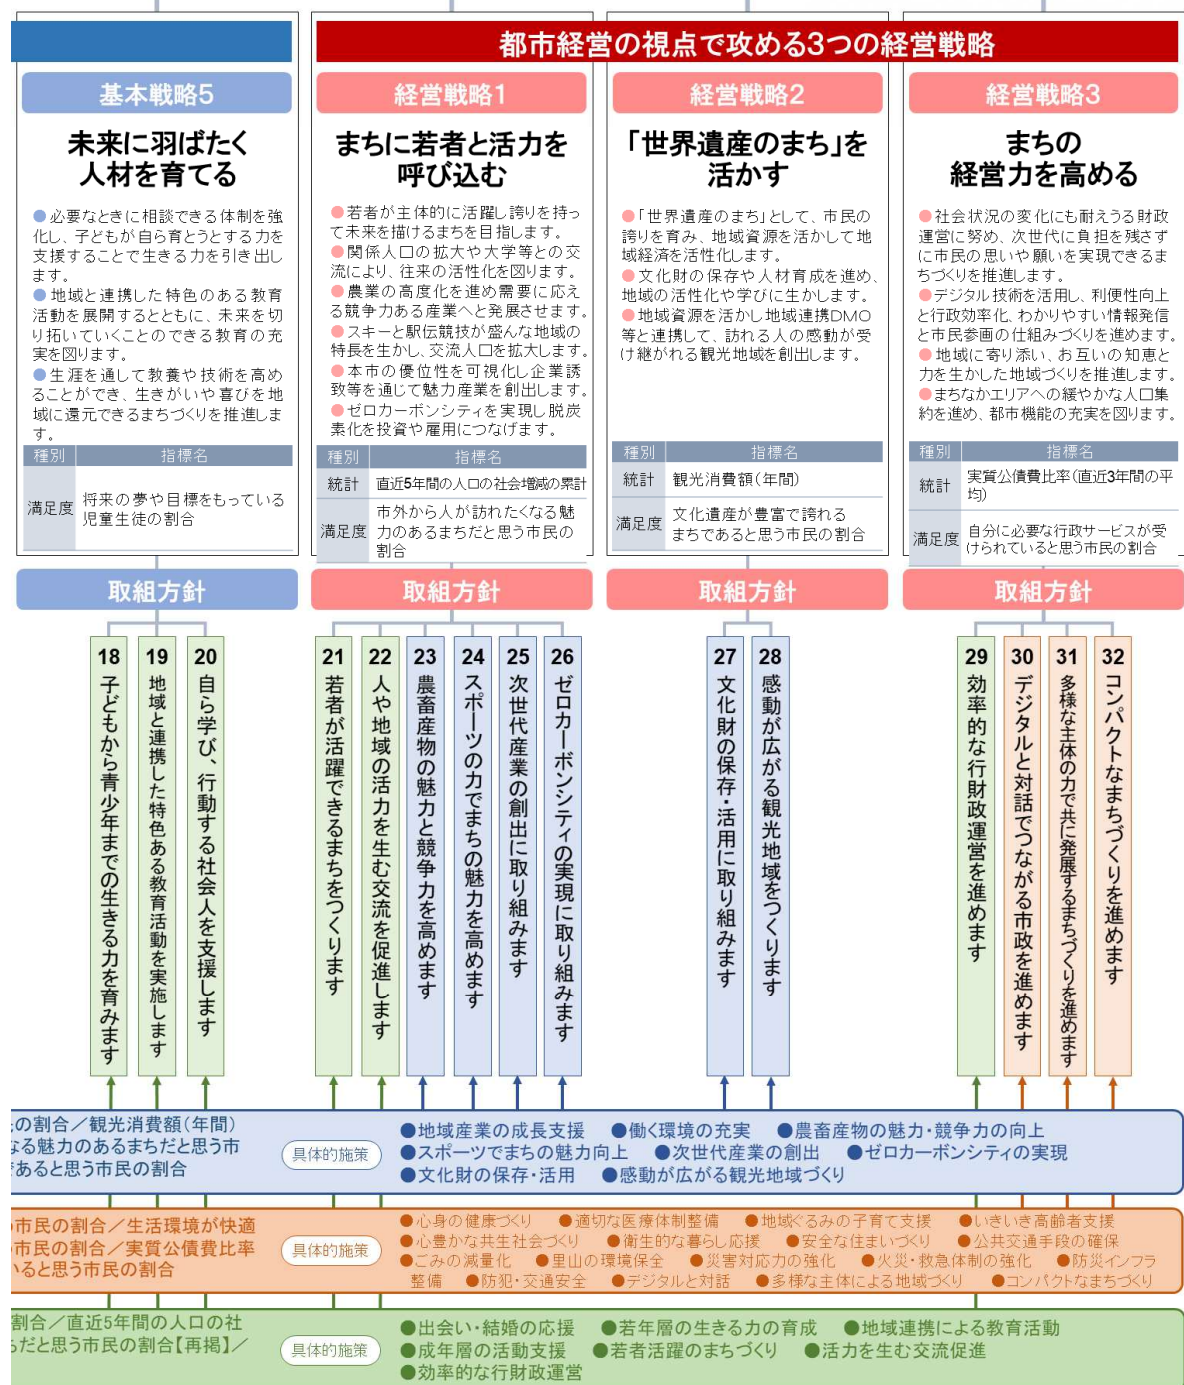 都市経営の視点で攻める3つの経営戦略
基本戦略5
未来に羽ばたく
人材を育てる
●必要なときに相談できる体制を強
化し、子どもが自ら育とうとする力を
支援することで生きる力を引き出し
ます。
●地域と連携した特色のある教育
活動を展開するとともに、未来を切
り拓いていくことのできる教育の充
実を図ります。
●生涯を通して教養や技術を高め
ることができ、生きがいや喜びを地
域に還元できるまちづくりを推進しま
す。
種別 指標名
満足度 将来の夢や目標をもっている
児童生徒の割合
経営戦略1
まちに若者と活力を
呼び込む
●若者が主体的に活躍し誇りを持っ
て未来を描けるまちを目指します。
●関係人口の拡大や大学等との交
流により、往来の活性化を図ります。
●農業の高度化を進め需要に応え
る競争力ある産業へと発展させます。
●スキーと駅伝競技が盛んな地域の
特長を生かし、交流人口を拡大します。
●本市の優位性を可視化し企業誘
致等を通じて魅力産業を創出します。
●ゼロカーボンシティを実現し脱炭
素化を投資や雇用につなげます。
種別 指標名
統計 直近5年間の人口の社会増減の累計
満足度 市外から人が訪れたくなる魅
力のあるまちだと思う市民の
割合
経営戦略2
「世界遺産のまち」を
活かす
●「世界遺産のまち」として、市民の
誇りを育み、地域資源を活かして地
域経済を活性化します。
●文化財の保存や人材育成を進め、
地域の活性化や学びに生かします。
●地域資源を活かし地域連携DMO
等と連携して、訪れる人の感動が受
け継がれる観光地域を創出します。
種別 指標名
統計 観光消費額(年間)
満足度 文化遺産が豊富で誇れる
まちであると思う市民の割合
経営戦略3
まちの
経営力を高める
●社会状況の変化にも耐えうる財政
運営に努め、次世代に負担を残さず
に市民の思いや願いを実現できるま
ちづくりを推進します。
●デジタル技術を活用し、利便性向上
と行政効率化、わかりやすい情報発信
と市民参画の仕組みづくりを進めます。
●地域に寄り添い、お互いの知恵と
力を生かした地域づくりを推進します。
●まちなかエリアへの緩やかな人口集
約を進め、都市機能の充実を図ります。
種別 指標名
統計 実質公債費比率(直近3年間の平
均)
満足度 自分に必要な行政サービスが受
けられていると思う市民の割合
取組方針
取組方針
取組方針
取組方針
18 子どもから青少年までの生きる力を育みます
19 地域と連携した特色ある教育活動を実施します
20 自ら学び、行動する社会人を支援します
21 若者が活躍できるまちをつくります
22 人や地域の活力を生む交流を促進します
23 農畜産物の魅力と競争力を高めます
24 スポーツの力でまちの魅力を高めます
25 次世代産業の創出に取り組みます
26 ゼロカーボンシティの実現に取り組みます
27 文化財の保存・活用に取り組みます
28 感動が広がる観光地域をつくります
29 効率的な行財政運営を進めます
30 デジタルと対話でつながる市政を進めます
31 多様な主体の力で共に発展するまちづくりを進めます
32 コンパクトなまちづくりを進めます
の割合／観光消費額(年間)
なる魅力のあるまちだと思う市
であると思う市民の割合
具体的施策
●地域産業の成長支援 ●働く環境の充実 ●農畜産物の魅力・競争力の向上
●スポーツでまちの魅力向上 ●次世代産業の創出 ●ゼロカーボンシティの実現
●文化財の保存・活用 ●感動が広がる観光地域づくり
市民の割合／生活環境が快適
市民の割合／実質公債費比率
いると思う市民の割合
具体的施策
●心身の健康づくり ●適切な医療体制整備 ●地域ぐるみの子育て支援 ●いきいき高齢者支援
●心豊かな共生社会づくり ●衛生的な暮らし応援 ●安全な住まいづくり ●公共交通手段の確保
●ごみの減量化 ●里山の環境保全 ●災害対応力の強化 ●火災・救急体制の強化 ●防災インフラ
整備 ●防犯・交通安全 ●デジタルと対話 ●多様な主体による地域づくり ●コンパクトなまちづくり
割合／直近5年間の人口の社
ちだと思う市民の割合【再掲】／
具体的施策
●出会い・結婚の応援 ●若年層の生きる力の育成 ●地域連携による教育活動
●成年層の活動支援 ●若者活躍のまちづくり ●活力を生む交流促進
●効率的な行財政運営